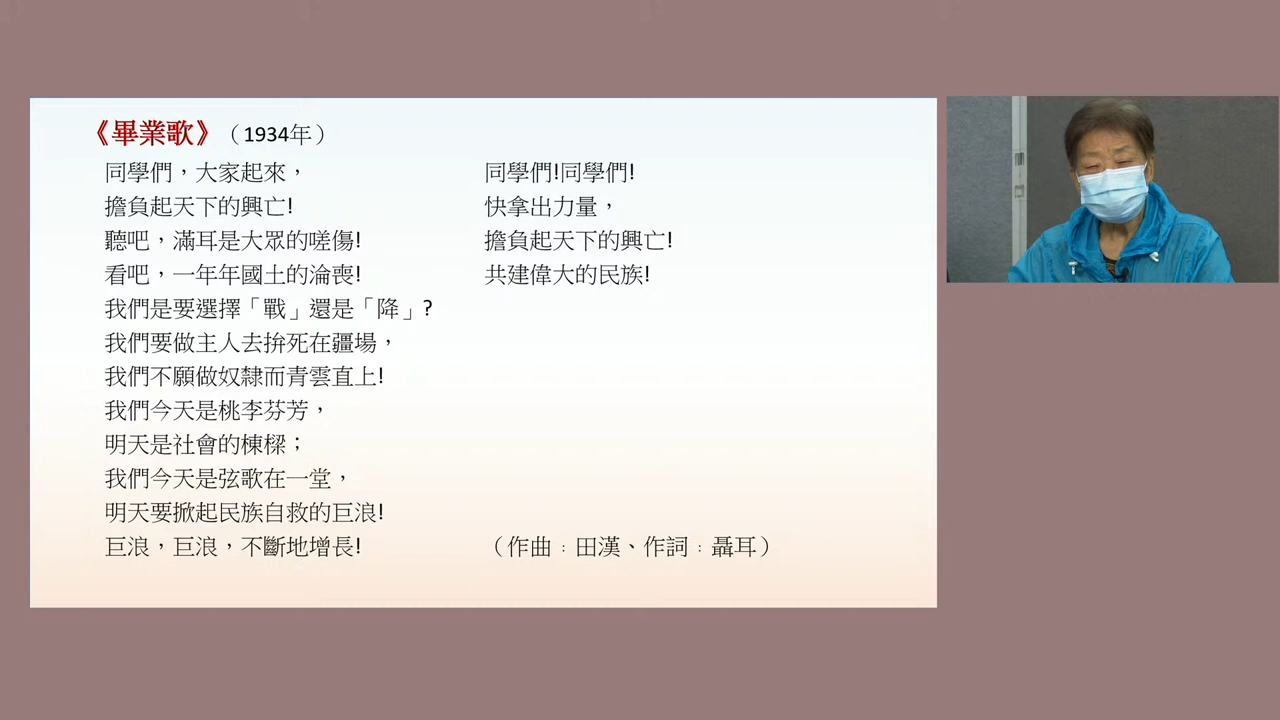 《畢業歌》（1934年）
同學們，大家起來，
擔負起天下的興亡!
聽吧，滿耳是大眾的嗟傷!
看吧，一年年國土的淪喪!
我們是要選擇「戰」還是「降」?
我們要做主人去拚死在疆場，
我們不願做奴隸而青雲直上!
我們今天是桃李芬芳，
明天是社會的棟樑；
我們今天是弦歌在一堂，
明天要掀起民族自救的巨浪!
巨浪，巨浪，不斷地增長!
同學們!同學們!
快拿出力量，
擔負起天下的興亡!
共建偉大的民族!
（作曲：田漢、作詞：聶耳）